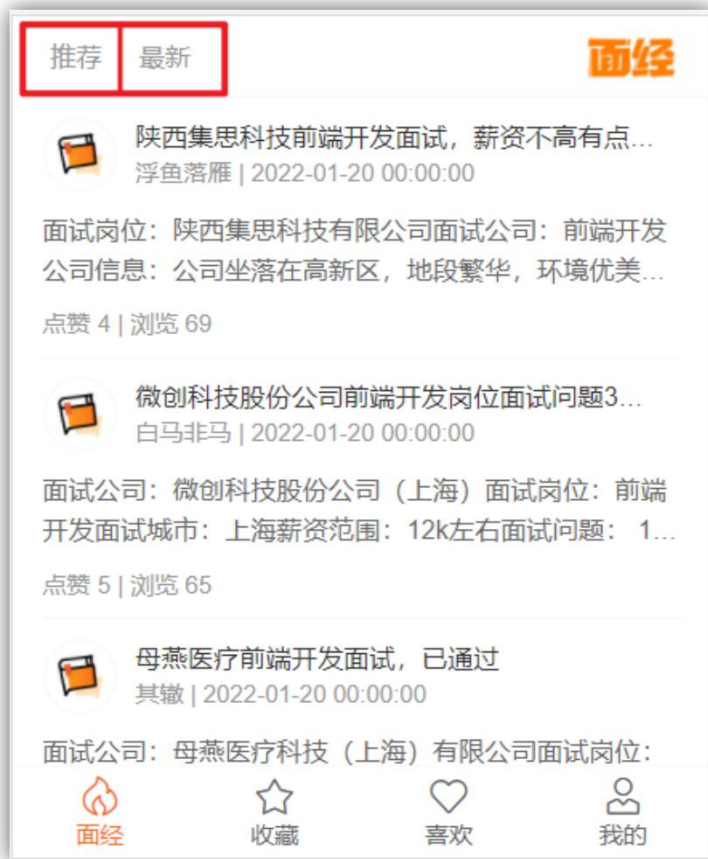 推荐 最新 面经
陕西集思科技前端开发面试，薪资不高有点...
浮鱼落雁 | 2022-01-20 00:00:00
面试岗位：陕西集思科技有限公司面试公司：前端开发
公司信息：公司坐落在高新区，地段繁华，环境优美...
点赞 4 | 浏览 69
微创科技股份公司前端开发岗位面试问题3...
白马非马 | 2022-01-20 00:00:00
面试公司：微创科技股份公司（上海）面试岗位：前端
开发面试城市：上海薪资范围：12k左右面试问题： 1...
点赞 5 | 浏览 65
母燕医疗前端开发面试，已通过
其辙 | 2022-01-20 00:00:00
面试公司：母燕医疗科技（上海）有限公司面试岗位：
面经 收藏 喜欢 我的